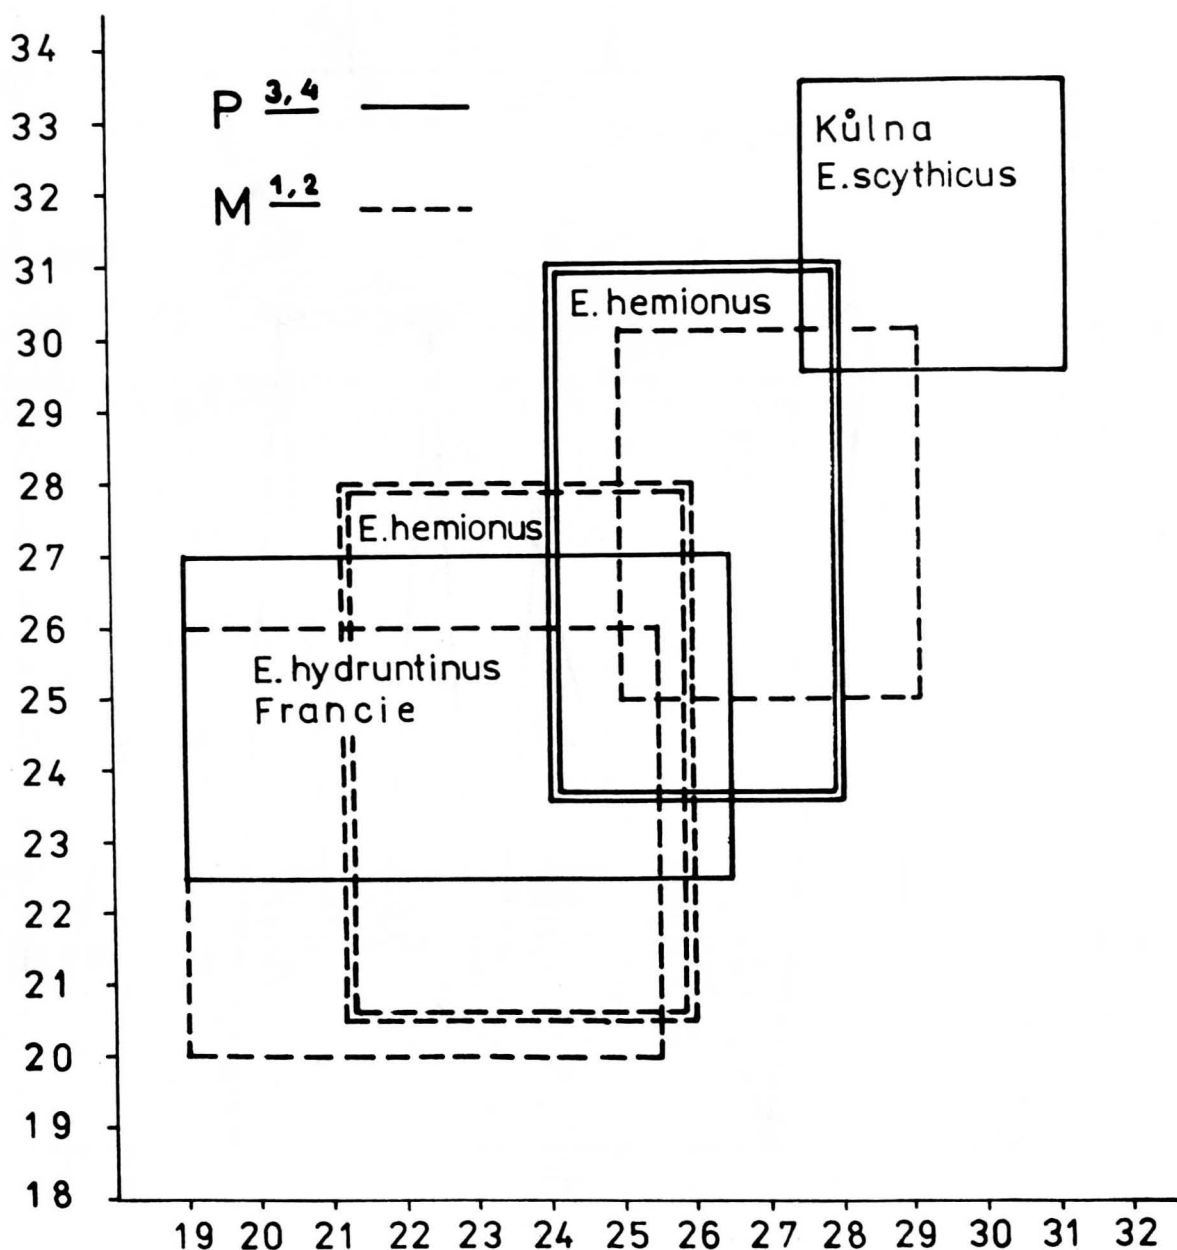 34
33
32
31
30
29
28
27
26
25
24
23
22
21
20
19
18
P 3,4
M 1,2
Kůlna
E.scythicus
E. hemionus
E.hemionus
E. hydruntinus
Francie
19 20 21 22 23 24 25 26 27 28 29 30 31 32